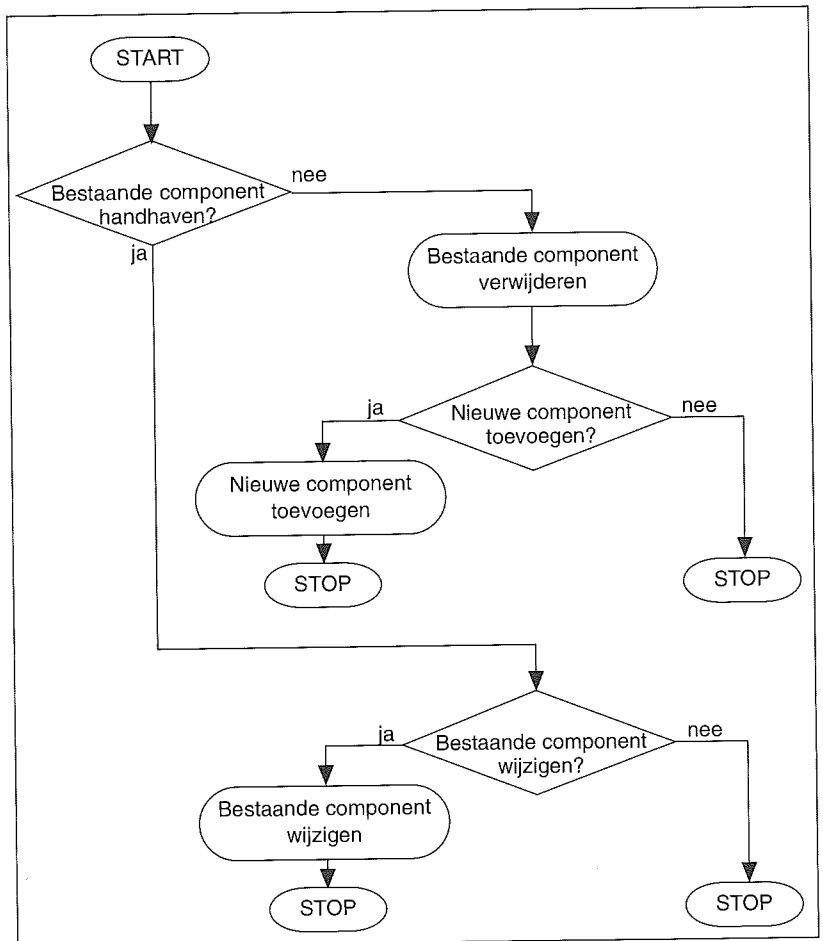 START
nee
Bestaande component
handhaven?
ja
Bestaande component
verwijderen
ja
Nieuwe component
toevoegen?
nee
Nieuwe component
toevoegen
STOP
STOP
ja
Bestaande component
wijzigen?
nee
Bestaande component
wijzigen
STOP
STOP